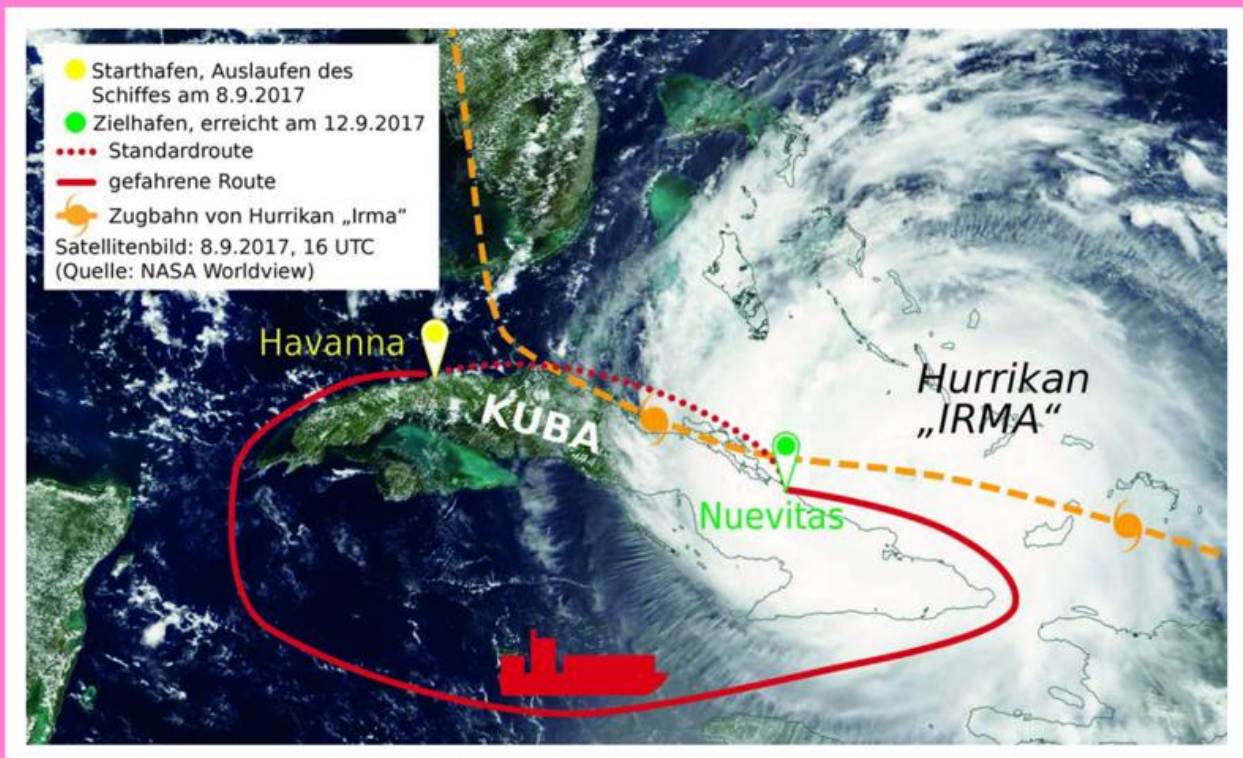 Starthafen, Auslaufen des
Schiffes am 8.9.2017
Zielhafen, erreicht am 12.9.2017
Standardroute
gefahrene Route
Zugbahn von Hurrikan „Irma“
Satellitenbild: 8.9.2017, 16 UTC
(Quelle: NASA Worldview)
Havanna
KUBA
Hurrikan
„IRMA“
Nuevitas